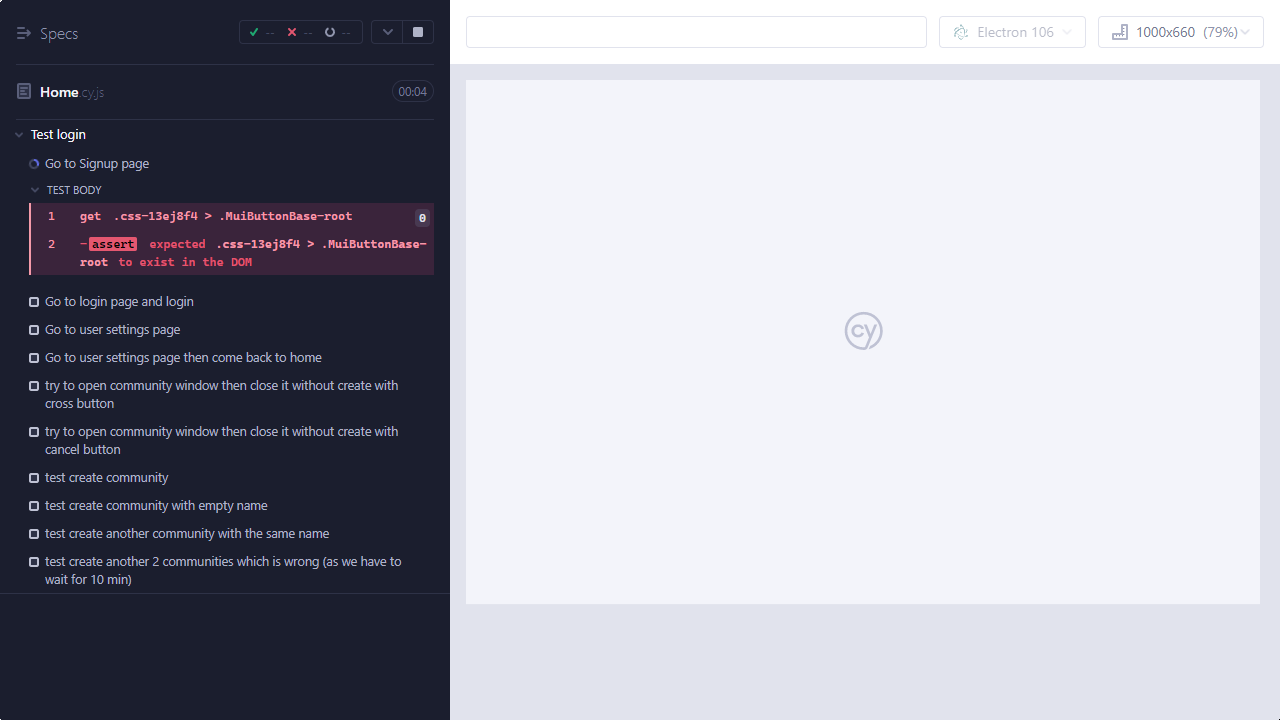 Specs
-- -- --
Electron 106
1000x660 (79%)
Home.cy.js
00:04
Test login
Go to Signup page
TEST BODY
1 get .css-13ej8f4 > .MuiButtonBase-root 0
2 -assert expected .css-13ej8f4 > .MuiButtonBase-
root to exist in the DOM
Go to login page and login
Go to user settings page
Go to user settings page then come back to home
try to open community window then close it without create with
cross button
try to open community window then close it without create with
cancel button
test create community
test create community with empty name
test create another community with the same name
test create another 2 communities which is wrong (as we have to
wait for 10 min)
cy